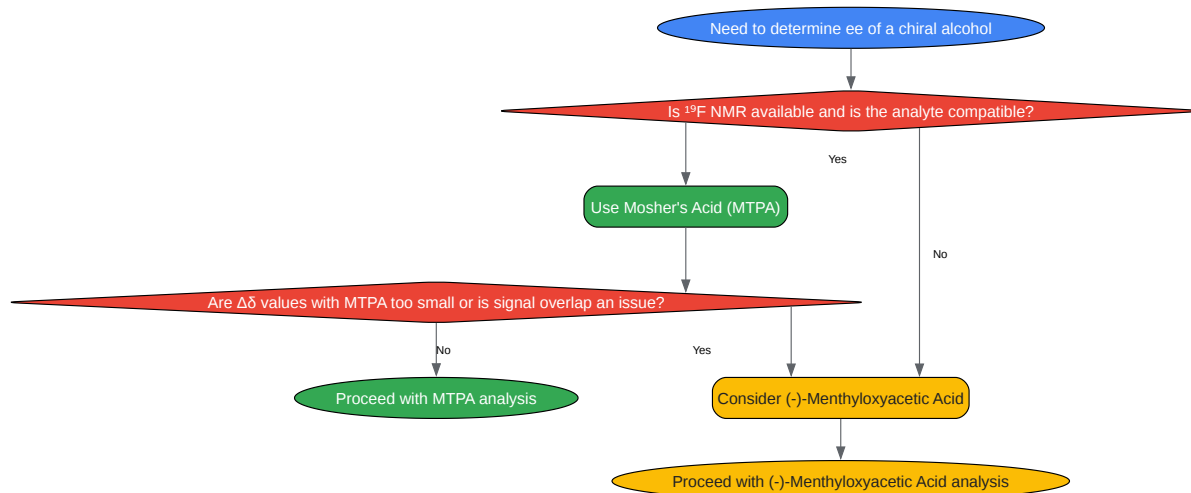 Need to determine ee of a chiral alcohol
Is ¹⁹F NMR available and is the analyte compatible?
Yes
Use Mosher's Acid (MTPA)
No
Are Δδ values with MTPA too small or is signal overlap an issue?
No
Yes
Proceed with MTPA analysis
Consider (-)-Menthyloxyacetic Acid
Proceed with (-)-Menthyloxyacetic Acid analysis